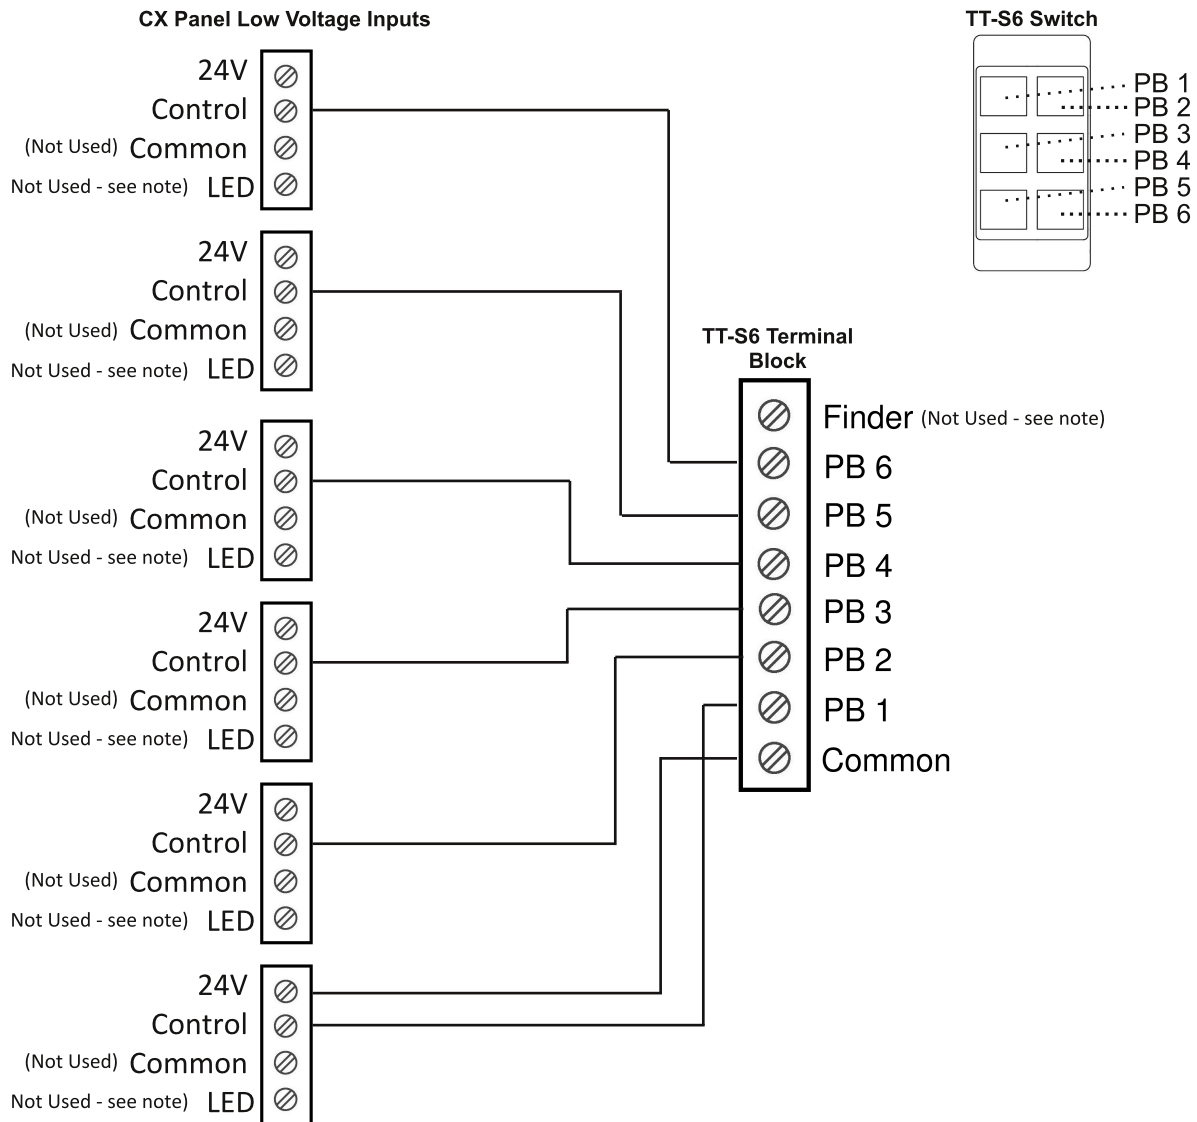 CX Panel Low Voltage Inputs
TT-S6 Switch
24V
Control
(Not Used) Common
Not Used - see note) LED
24V
Control
(Not Used) Common
Not Used - see note) LED
24V
Control
(Not Used) Common
Not Used - see note) LED
24V
Control
(Not Used) Common
Not Used - see note) LED
24V
Control
(Not Used) Common
Not Used - see note) LED
24V
Control
(Not Used) Common
Not Used - see note) LED
PB 1
PB 2
PB 3
PB 4
PB 5
PB 6
TT-S6 Terminal
Block
Finder (Not Used - see note)
PB 6
PB 5
PB 4
PB 3
PB 2
PB 1
Common